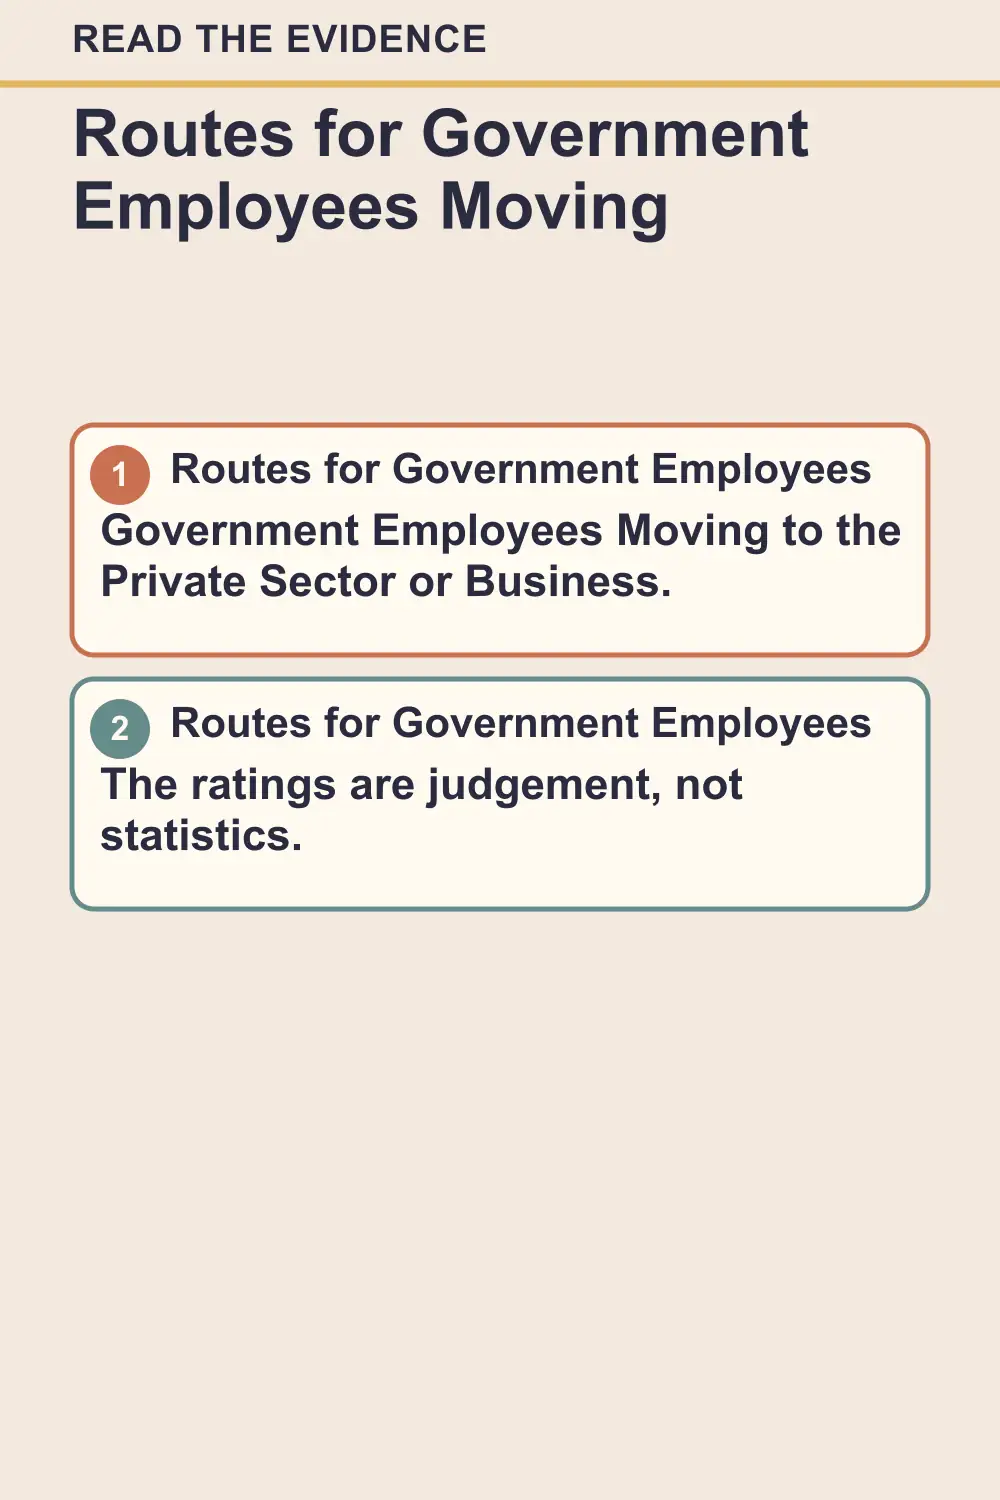 READ THE EVIDENCE
Routes for Government
Employees Moving
1 Routes for Government Employees
Government Employees Moving to the
Private Sector or Business.
2 Routes for Government Employees
The ratings are judgement, not
statistics.